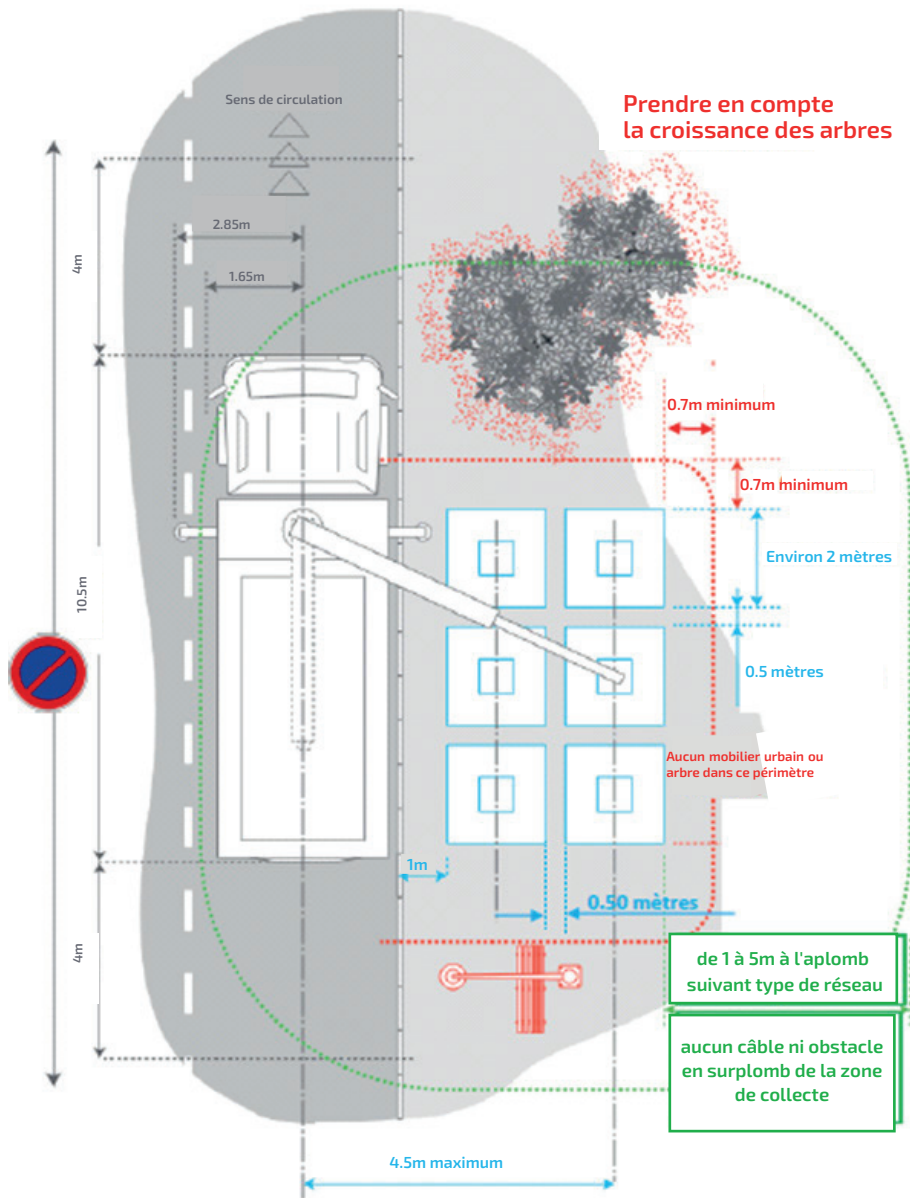 Prendre en compte
la croissance des arbres
Sens de circulation
2.85m
4m
1.65m
0.7m minimum
0.7m minimum
Environ 2 mètres
10.5m
0.5 mètres
Aucun mobilier urbain ou
arbre dans ce périmètre
1m
0.50 mètres
4m
de 1 à 5m à l'aplomb
suivant type de réseau
aucun câble ni obstacle
en surplomb de la zone
de collecte
4.5m maximum